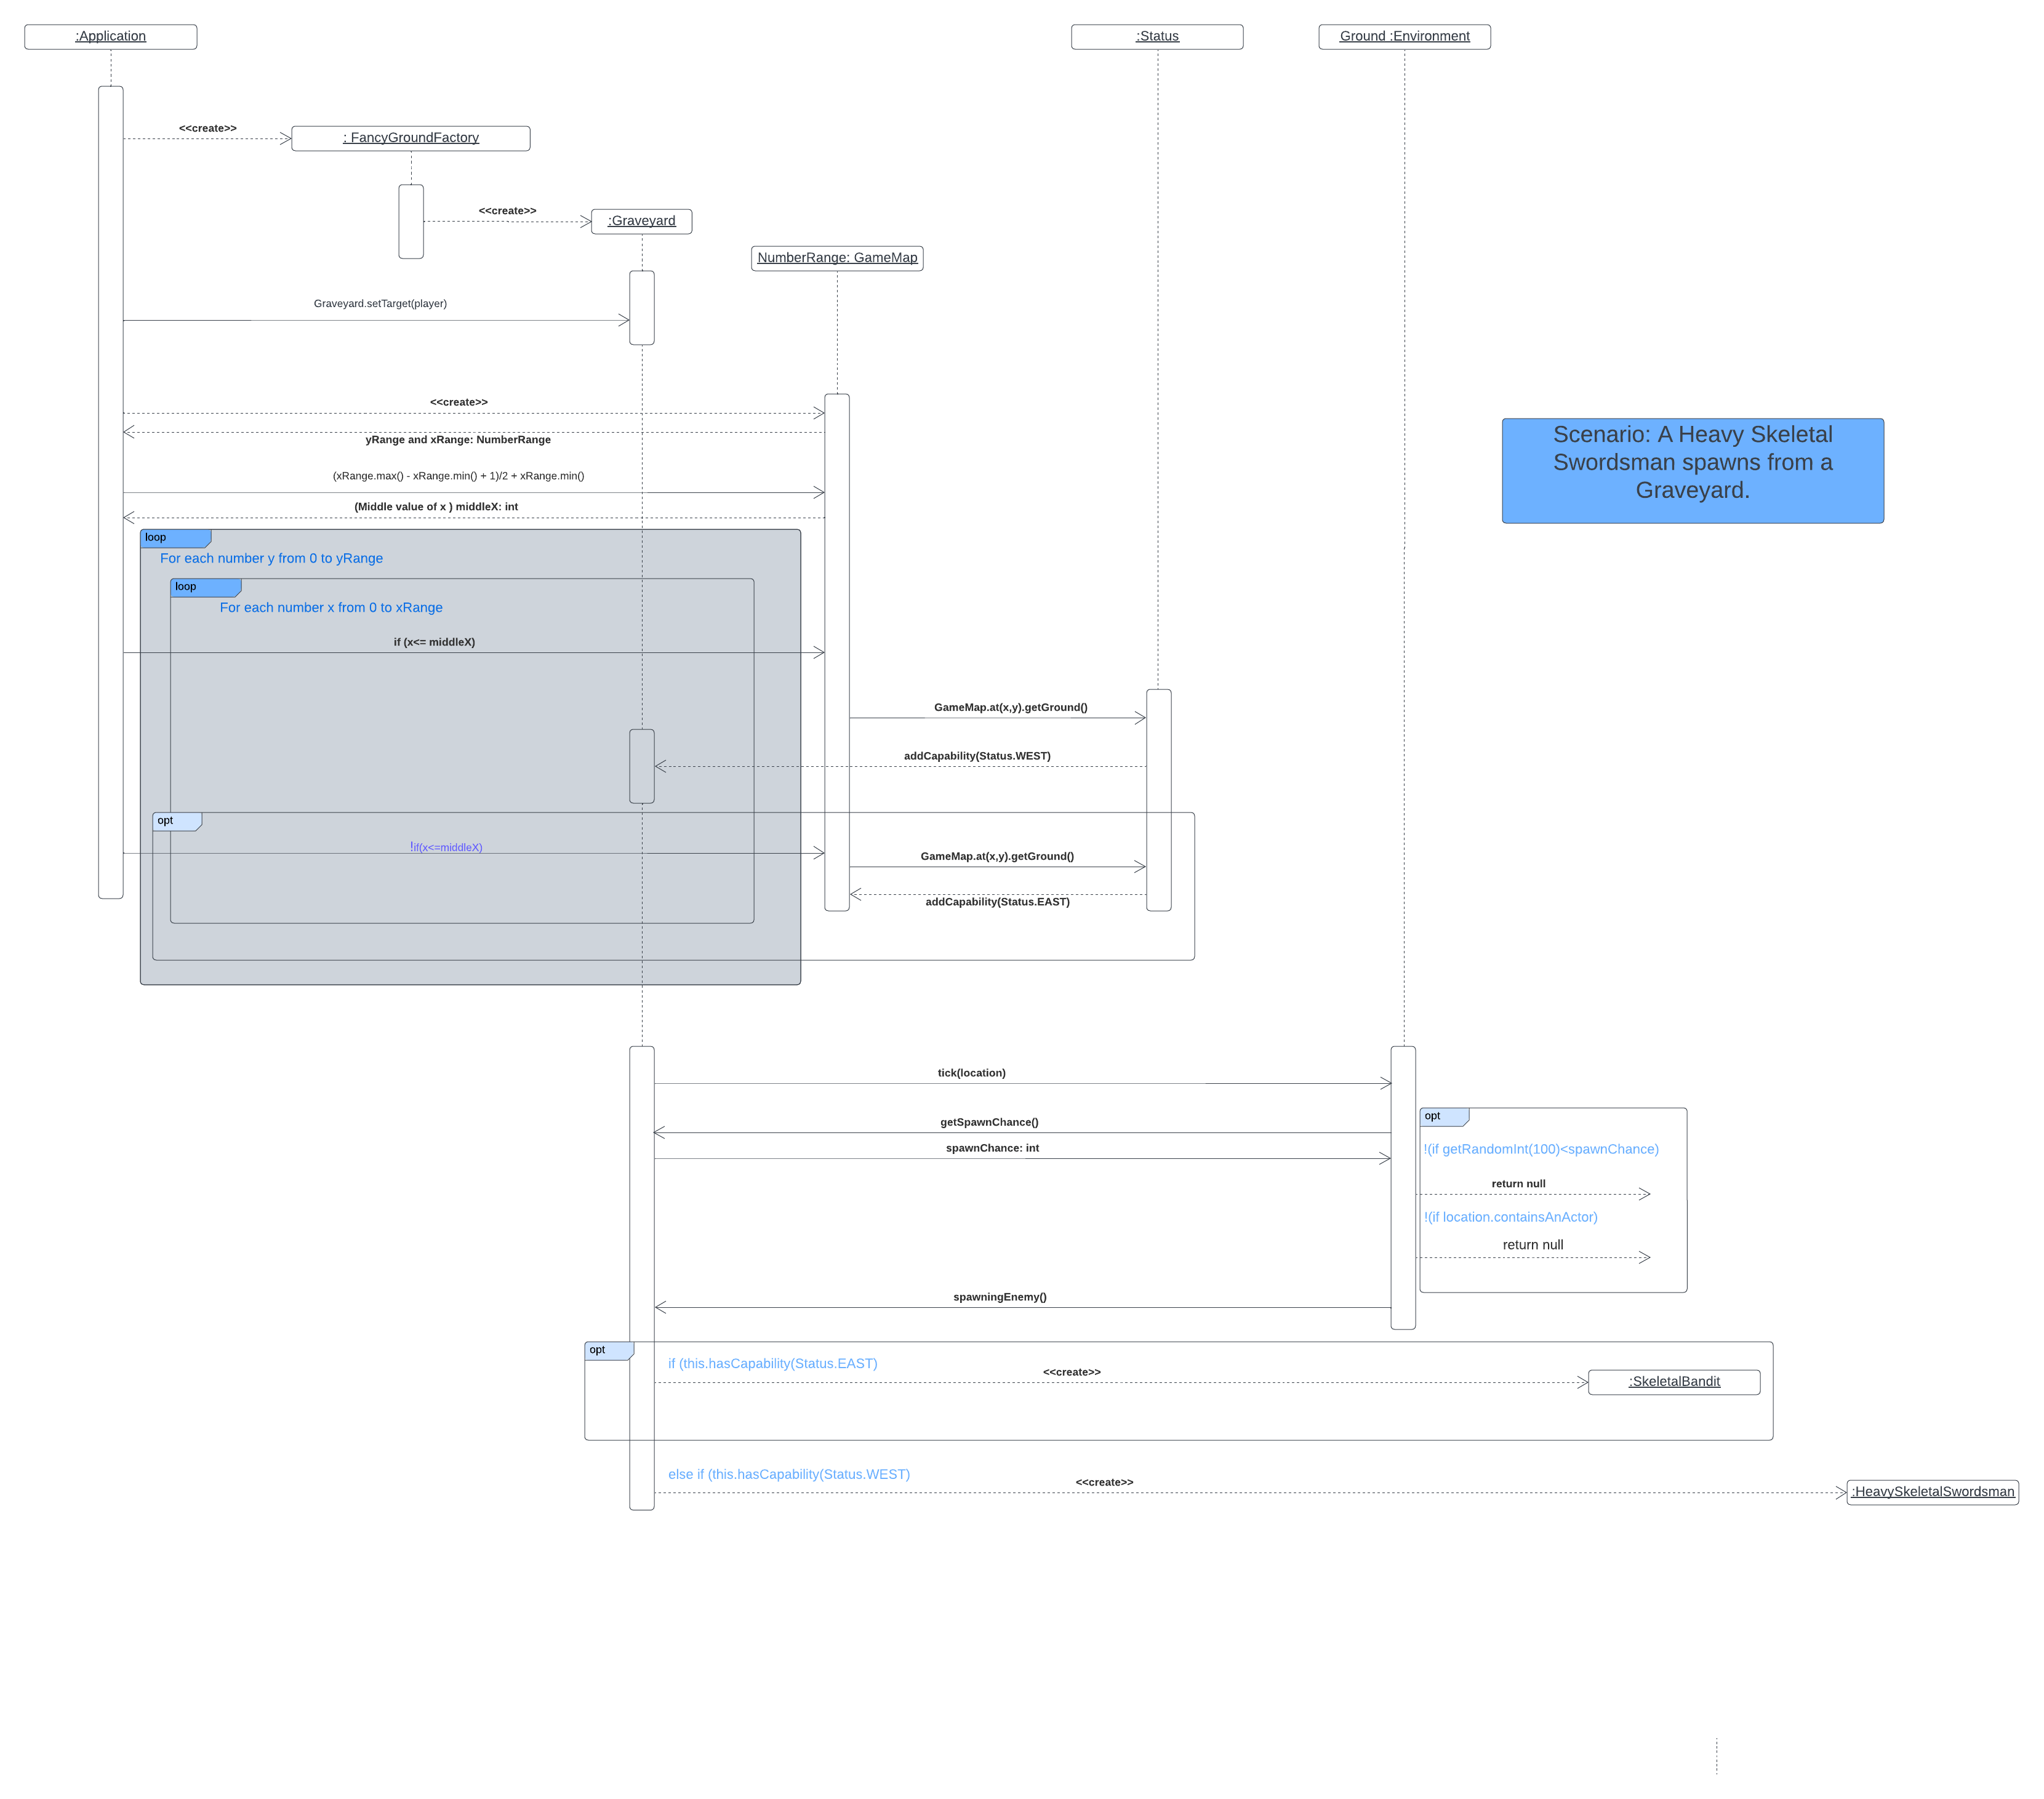 :Application
:Status
Ground :Environment
<<create>>
: FancyGroundFactory
<<create>>
:Graveyard
NumberRange: GameMap
Graveyard.setTarget(player)
<<create>>
yRange and xRange: NumberRange
Scenario: A Heavy Skeletal
Swordsman spawns from a
Graveyard.
(xRange.max() - xRange.min() + 1)/2 + xRange.min()
(Middle value of x ) middleX: int
loop
For each number y from 0 to yRange
loop
For each number x from 0 to xRange
if (x<= middleX)
GameMap.at(x,y).getGround()
addCapability(Status.WEST)
opt
!if(x<=middleX)
GameMap.at(x,y).getGround()
addCapability(Status.EAST)
tick(location)
opt
getSpawnChance()
!(if getRandomInt(100)<spawnChance)
spawnChance: int
return null
!(if location.containsAnActor)
return null
spawningEnemy()
opt
if (this.hasCapability(Status.EAST)
<<create>>
:SkeletalBandit
else if (this.hasCapability(Status.WEST)
<<create>>
:HeavySkeletalSwordsman